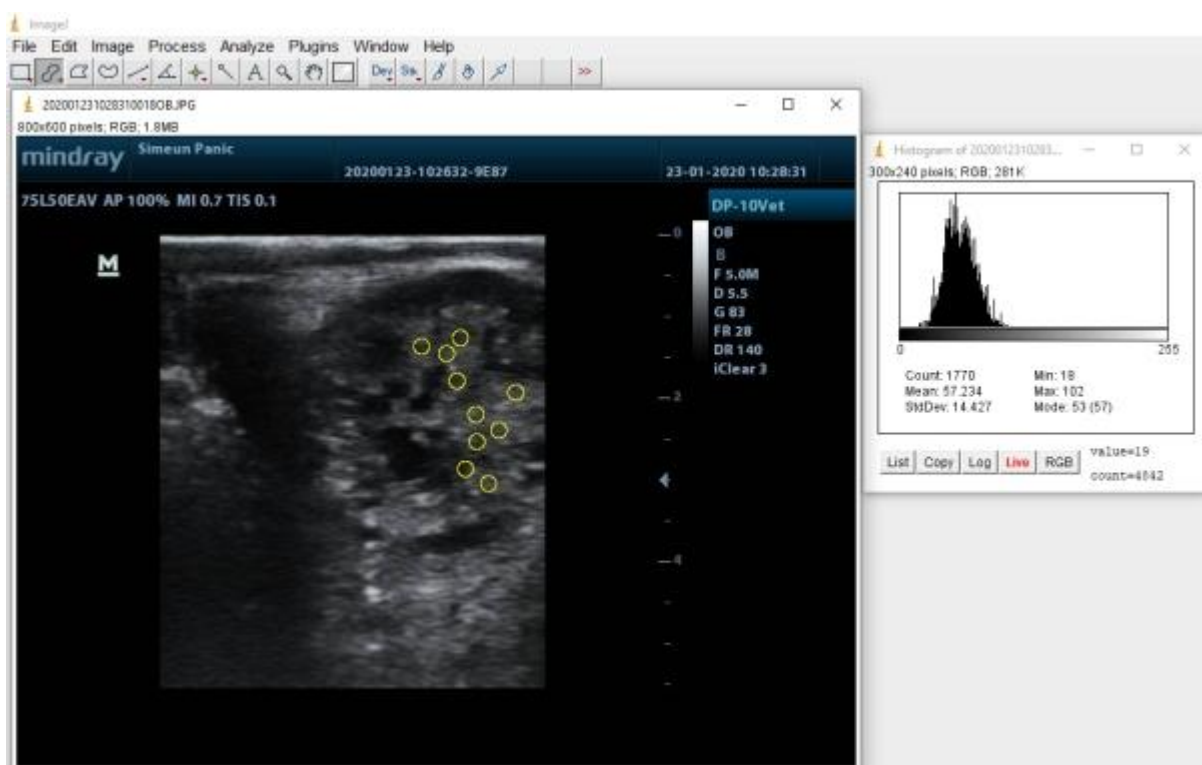 ImageJ
File Edit Image Process Analyze Plugins Window Help
A Dev Stk >>
202001231028310018OB.JPG
800x600 pixels; RGB; 1.8MB
mindray Simeun Panic
20200123-102632-9E87 23-01-2020 10:28:31
75L50EAV AP 100% MI 0.7 TIS 0.1
DP-10Vet
M
OB
B
F 5.0M
D 5.5
G 83
FR 28
DR 140
iClear 3
0
2
4
Histogram of 2020012310283...
300x240 pixels; RGB; 281K
0 255
Count: 1770 Min: 18
Mean: 57.234 Max: 102
StdDev: 14.427 Mode: 53 (57)
List Copy Log Live RGB
value=19
count=4842